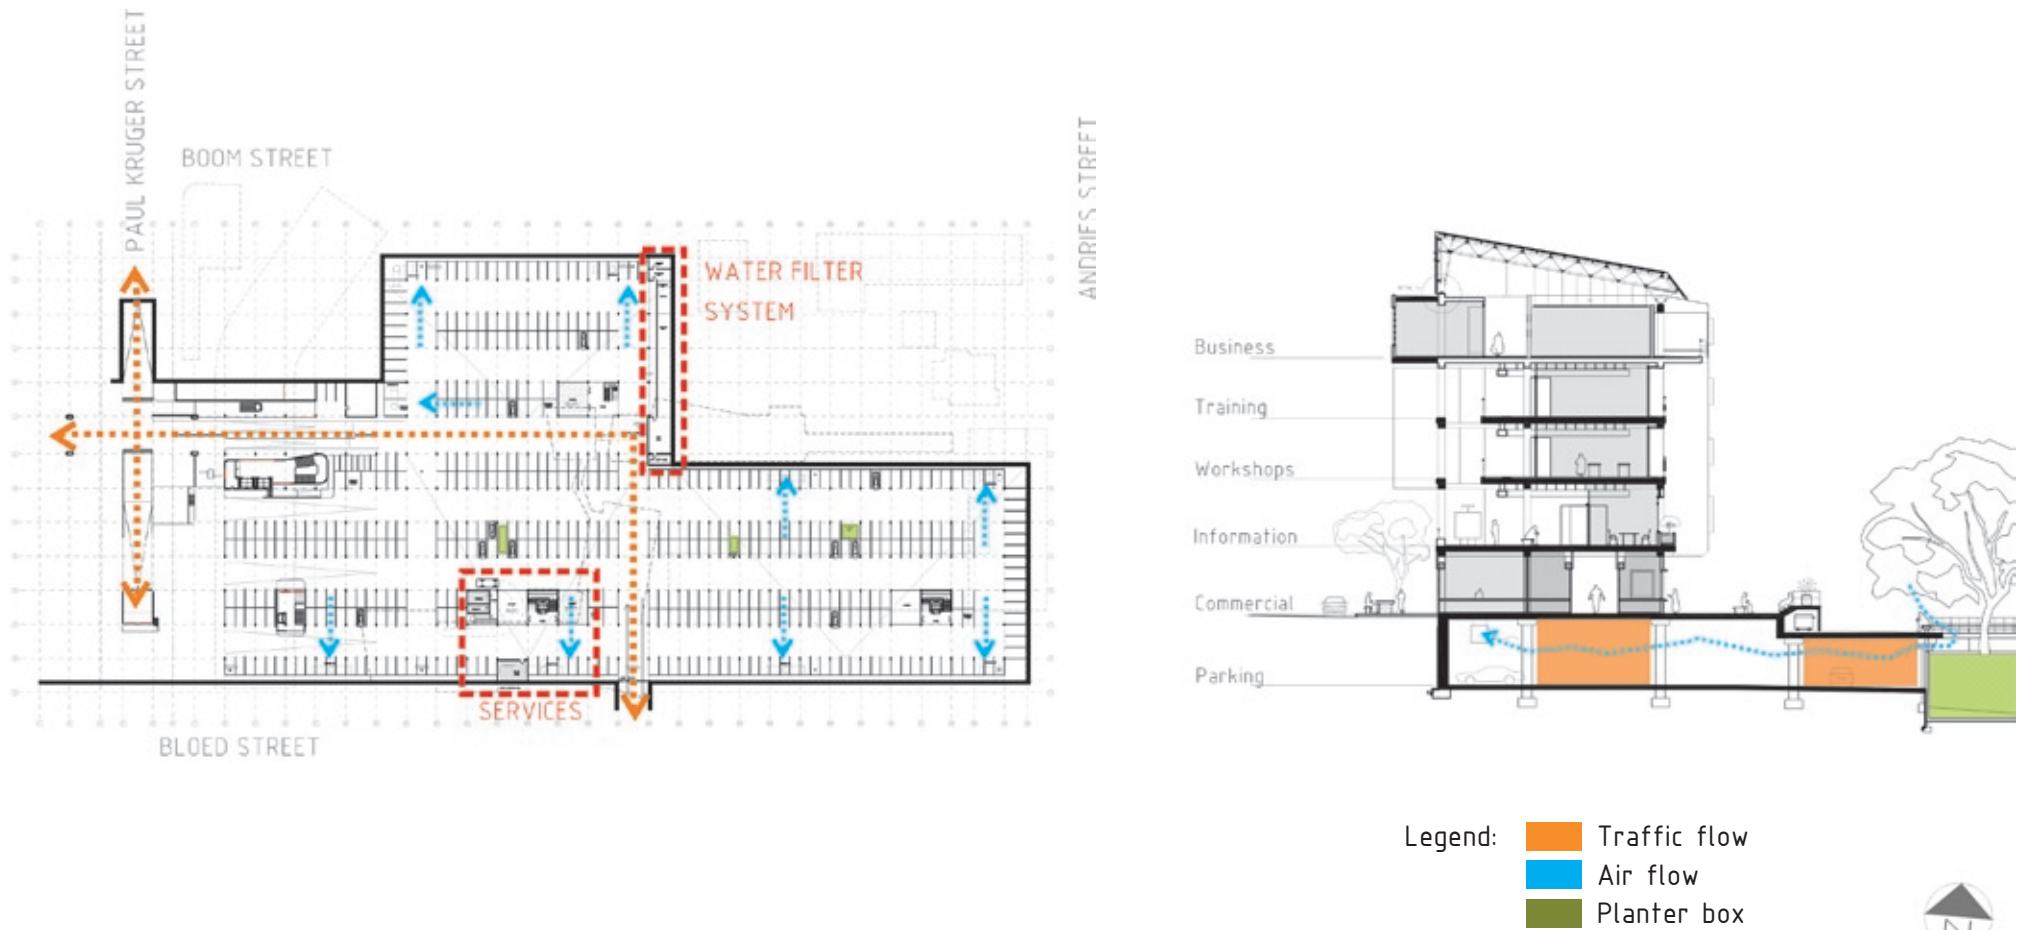 PAUL KRUGER STREET
BOOM STREET
ANDRIES STREET
WATER FILTER
SYSTEM
SERVICES
BLOED STREET
Business
Training
Workshops
Information
Commercial
Parking
Legend:
Traffic flow
Air flow
Planter box
N